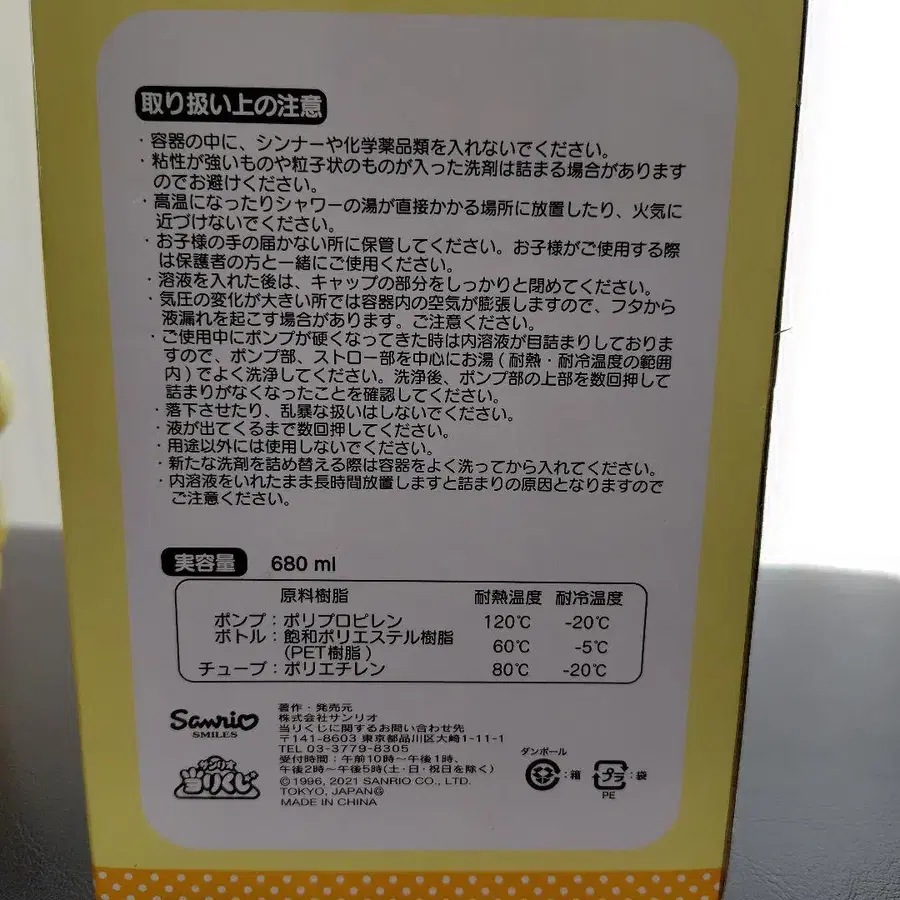 取り扱い上の注意
・容器の中に、シンナーや化学薬品類を入れないでください。
・粘性が強いものや粒子状のものが入った洗剤は詰まる場合があります
のでお避けください。
・高温になったりシャワーの湯が直接かかる場所に放置したり、火気に
近づけないでください。
・お子様の手の届かない所に保管してください。お子様がご使用する際
は保護者の方と一緒にご使用ください。
・溶液を入れた後は、キャップの部分をしっかりと閉めてください。
・気圧の変化が大きい所では容器内の空気が膨張しますので、フタから
液漏れを起こす場合があります。ご注意ください。
・ご使用中にポンプが硬くなってきた時は内溶液が目詰まりしておりま
すので、ポンプ部、ストロー部を中心にお湯(耐熱・耐冷温度の範囲
内)でよく洗浄してください。洗浄後、ポンプ部の上部を数回押して
詰まりがなくなったことを確認してください。
・落下させたり、乱暴な扱いはしないでください。
・液が出てくるまで数回押してください。
・用途以外には使用しないでください。
・新たな洗剤を詰め替える際は容器をよく洗ってから入れてください。
・内溶液をいれたまま長時間放置しますと詰まりの原因となりますので
ご注意ください。
実容量 680 ml
原料樹脂 耐熱温度 耐冷温度
ポンプ:ポリプロピレン 120℃ -20℃
ボトル:飽和ポリエステル樹脂 60℃ -5℃
(PET樹脂)
チューブ:ポリエチレン 80℃ -20℃
Sanrio
SMILES
サンリオ
当りくじ
著作・発売元
株式会社サンリオ
当りくじに関するお問い合わせ先
〒141-8603 東京都品川区大崎1-11-1
TEL 03-3779-8305
受付時間:午前10時〜午後1時、
午後2時〜午後5時(土・日・祝日を除く)
©1996, 2021 SANRIO CO., LTD.
TOKYO, JAPAN Ⓖ
MADE IN CHINA
ダンボール
:箱
プラ:袋
PE